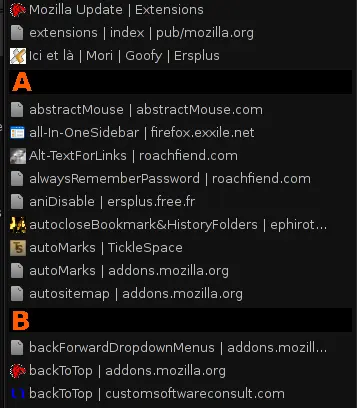 Mozilla Update | Extensions
extensions | index | pub/mozilla.org
Ici et là | Mori | Goofy | Ersplus
A
abstractMouse | abstractMouse.com
all-In-OneSidebar | firefox.exxile.net
Alt-TextForLinks | roachfiend.com
alwaysRememberPassword | roachfiend.com
aniDisable | ersplus.free.fr
autocloseBookmark&HistoryFolders | ephirot...
autoMarks | TickleSpace
autoMarks | addons.mozilla.org
autositemap | addons.mozilla.org
B
backForwardDropdownMenus | addons.mozill...
backToTop | addons.mozilla.org
backToTop | customsoftwareconsult.com